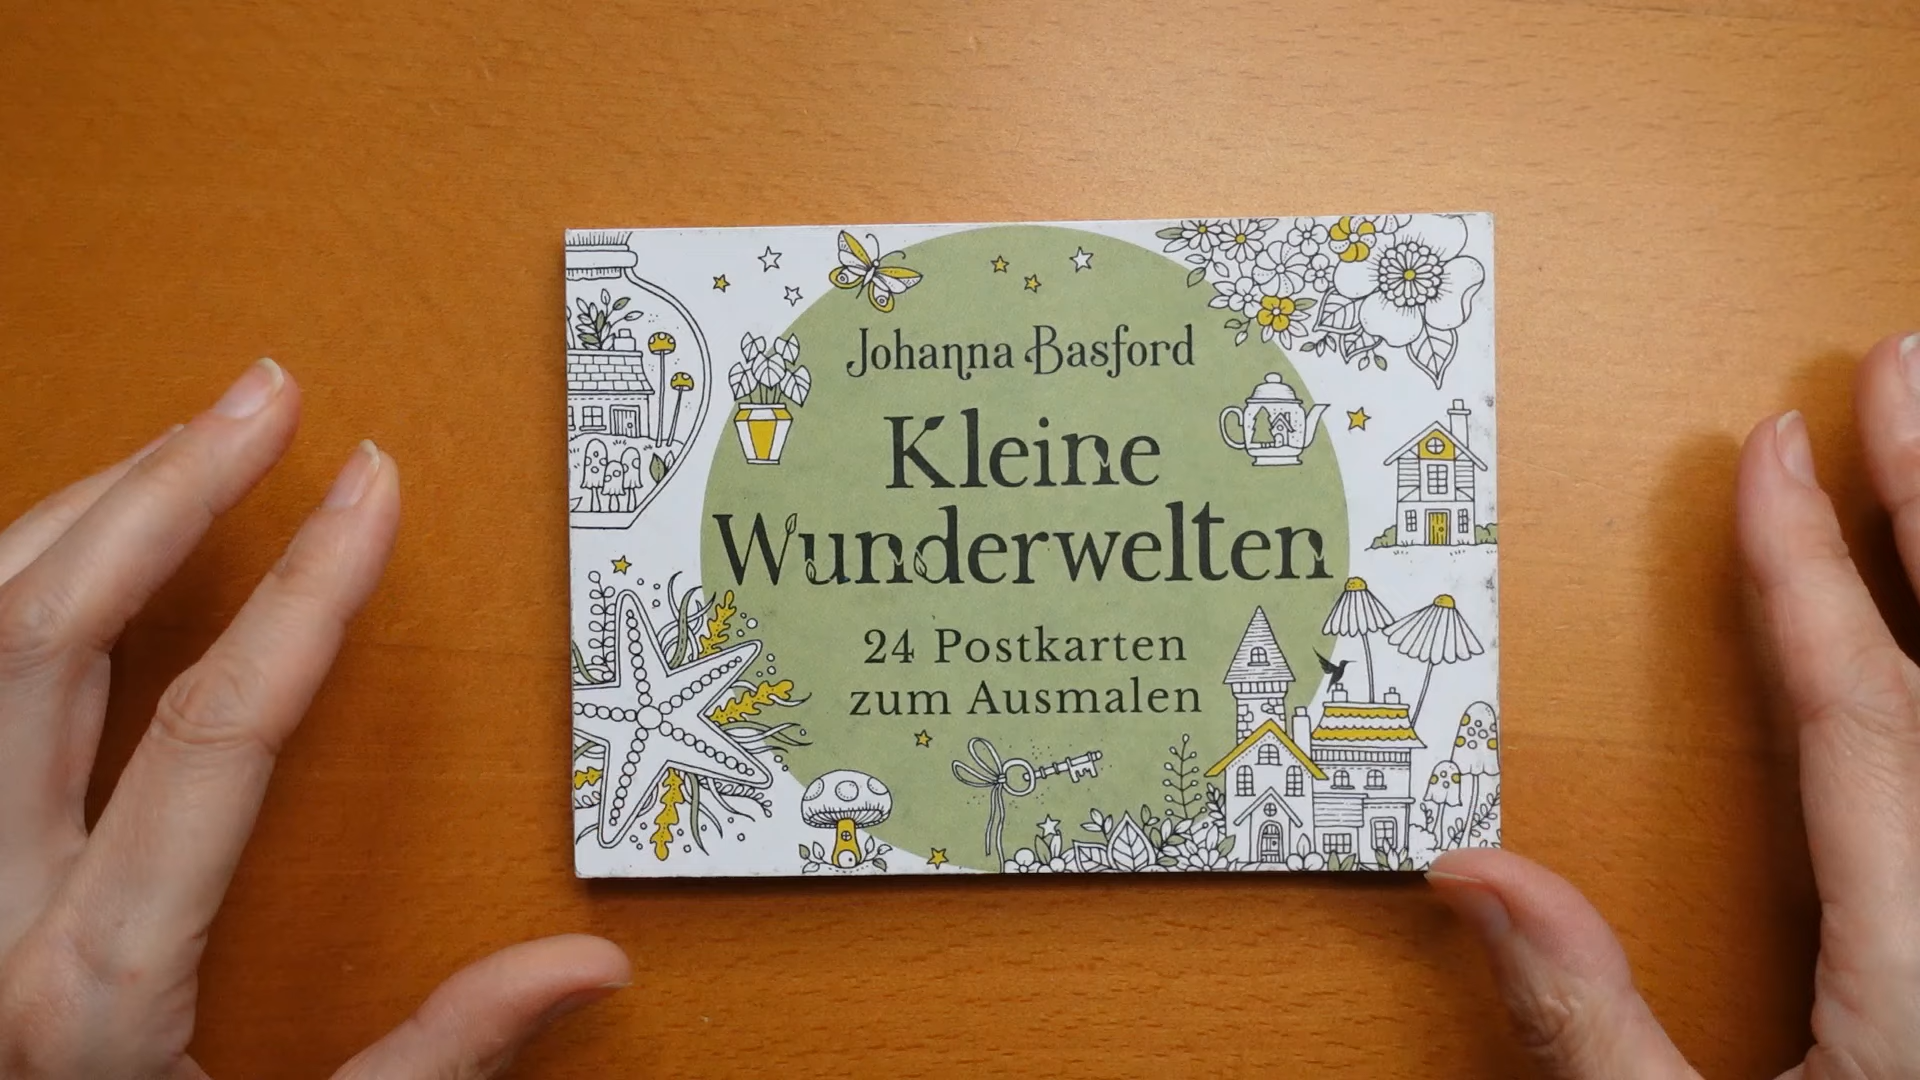 Johanna Basford
Kleine
Wunderwelten
24 Postkarten
zum Ausmalen